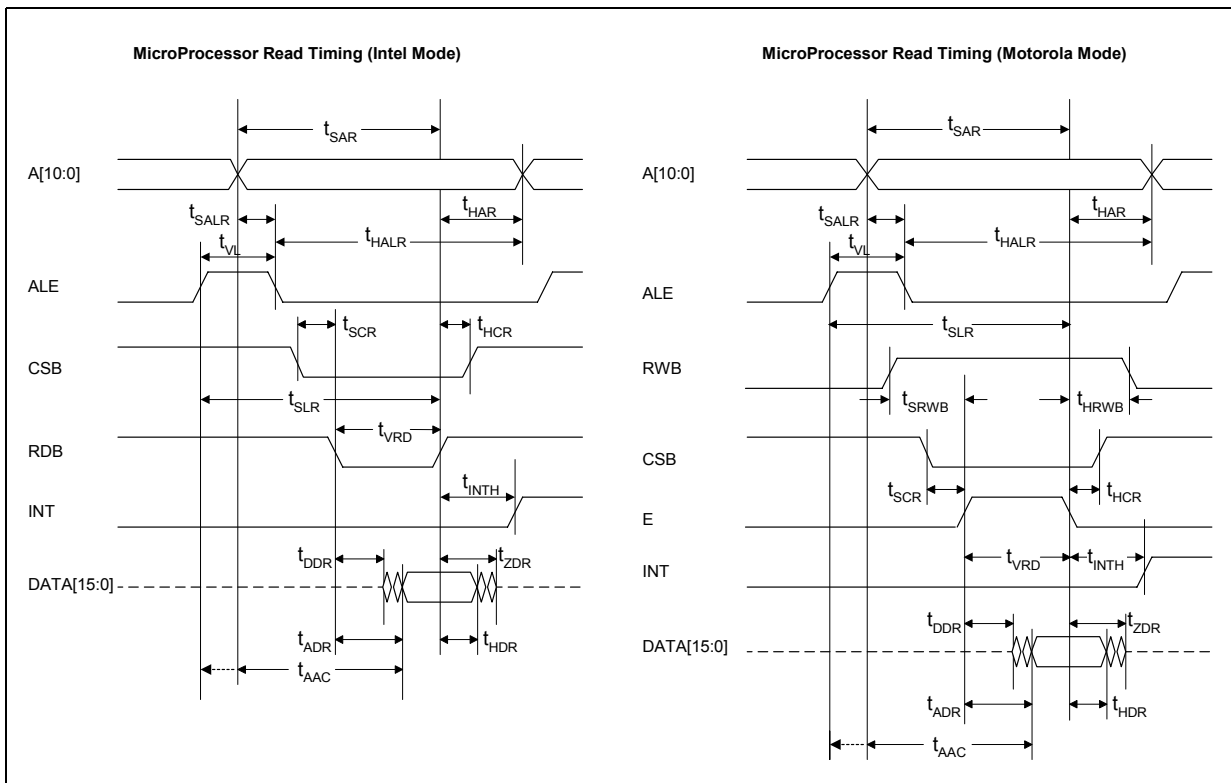 MicroProcessor Read Timing (Intel Mode)
tSAR
A[10:0]
tSALR
tHAR
tVL
tHALR
ALE
tSCR
tHCR
CSB
tSLR
tVRD
RDB
tINTH
INT
tDDR
tZDR
DATA[15:0]
tADR
tHDR
tAAC
MicroProcessor Read Timing (Motorola Mode)
tSAR
A[10:0]
tSALR
tHAR
tVL
tHALR
ALE
tSLR
RWB
tSRWB
tHRWB
CSB
tSCR
tHCR
E
tVRD
tINTH
INT
tDDR
tZDR
DATA[15:0]
tADR
tHDR
tAAC